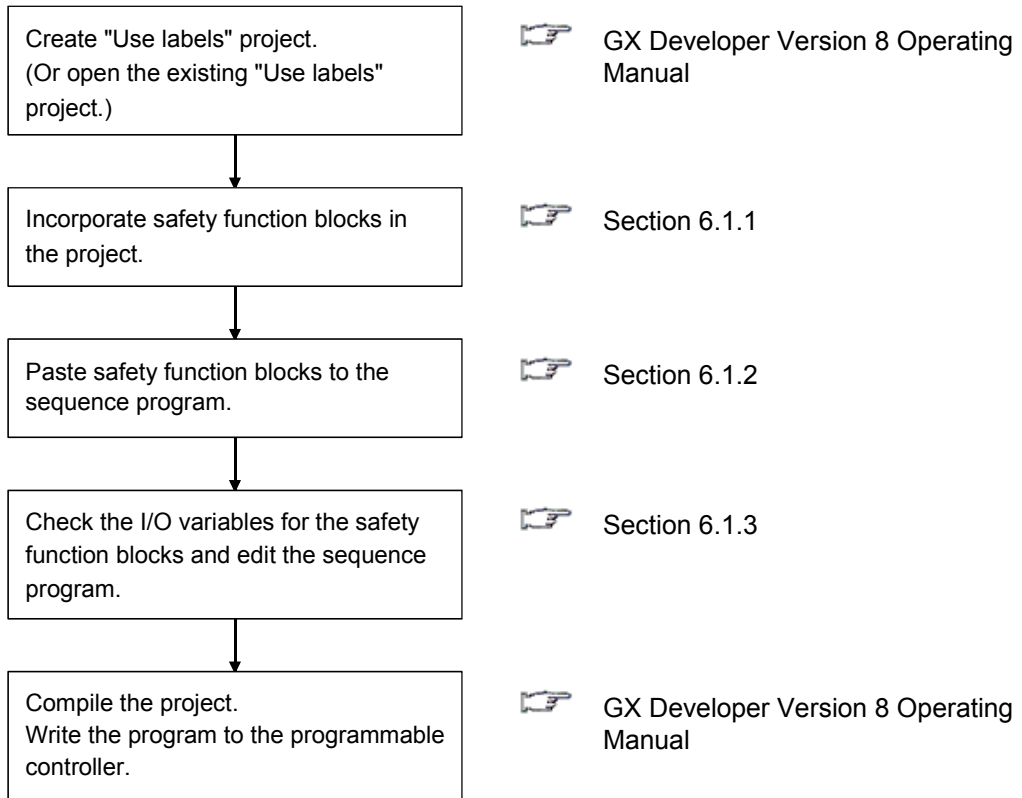 Create "Use labels" project.
(Or open the existing "Use labels"
project.)
GX Developer Version 8 Operating
Manual
Incorporate safety function blocks in
the project.
Section 6.1.1
Paste safety function blocks to the
sequence program.
Section 6.1.2
Check the I/O variables for the safety
function blocks and edit the sequence
program.
Section 6.1.3
Compile the project.
Write the program to the programmable
controller.
GX Developer Version 8 Operating
Manual